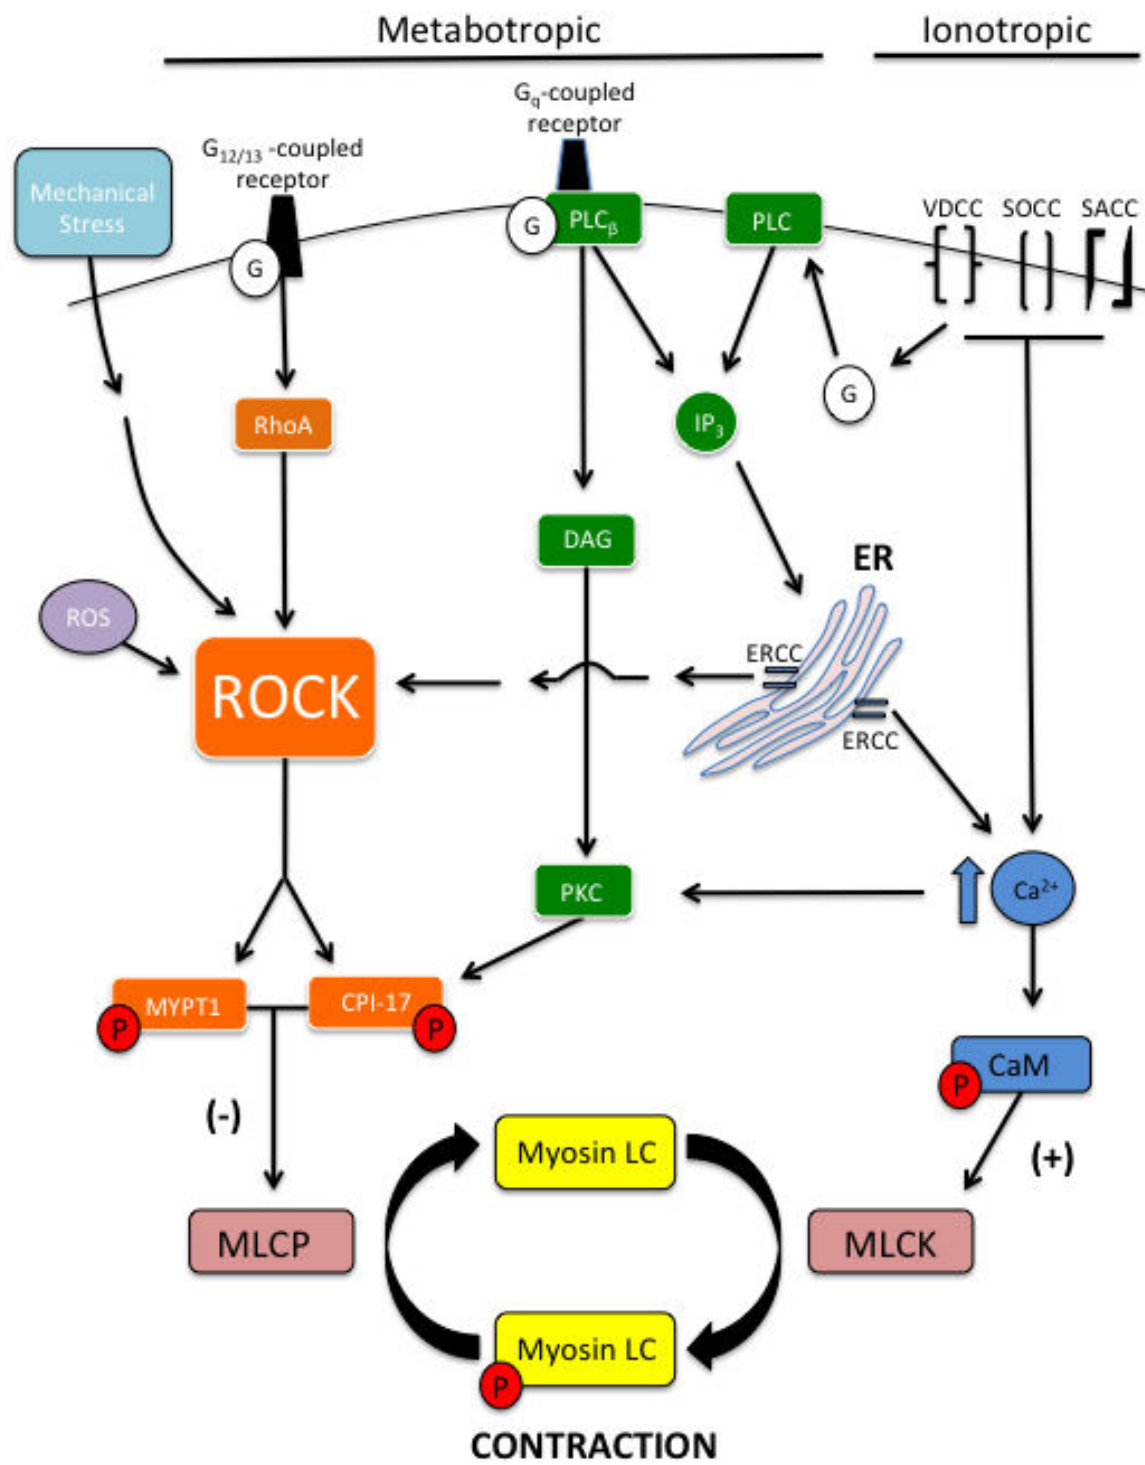 Metabotropic
Ionotropic
Gq-coupled
receptor
G12/13 -coupled
receptor
Mechanical
Stress
G
G
PLCβ
PLC
VDCC SOCC SACC
G
RhoA
IP3
DAG
ER
ROS
ROCK
ERCC
ERCC
PKC
Ca2+
MYPT1
CPI-17
P
P
CaM
P
(-)
(+)
Myosin LC
MLCP
MLCK
Myosin LC
P
CONTRACTION